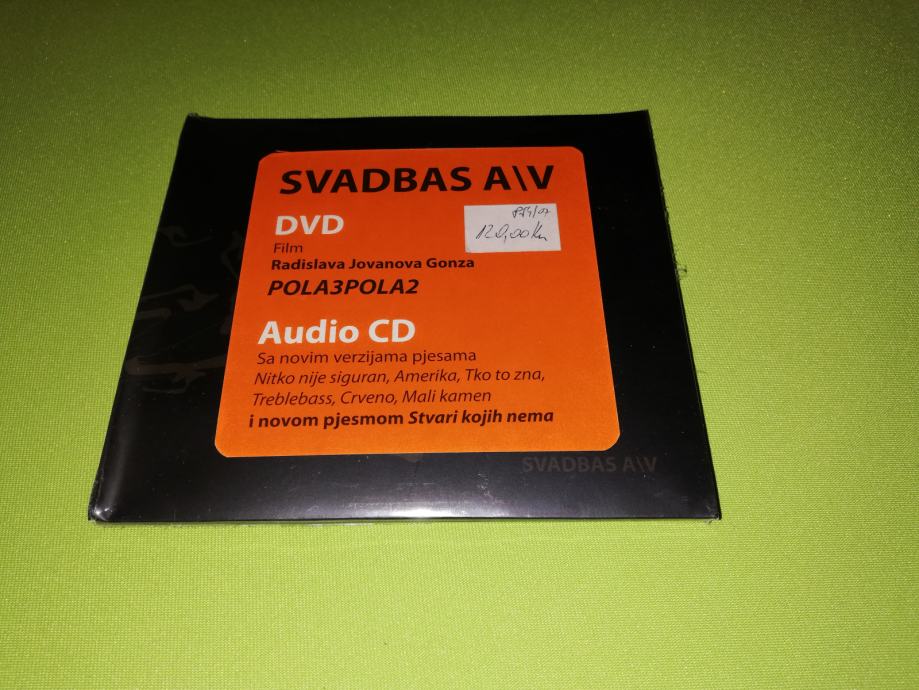 SVADBAS A\V
DVD
120,00 Kn
Film
Radislava Jovanova Gonza
POLA3POLA2
Audio CD
Sa novim verzijama pjesama
Nitko nije siguran, Amerika, Tko to zna,
Treblebass, Crveno, Mali kamen
i novom pjesmom Stvari kojih nema
SVADBAS A\V